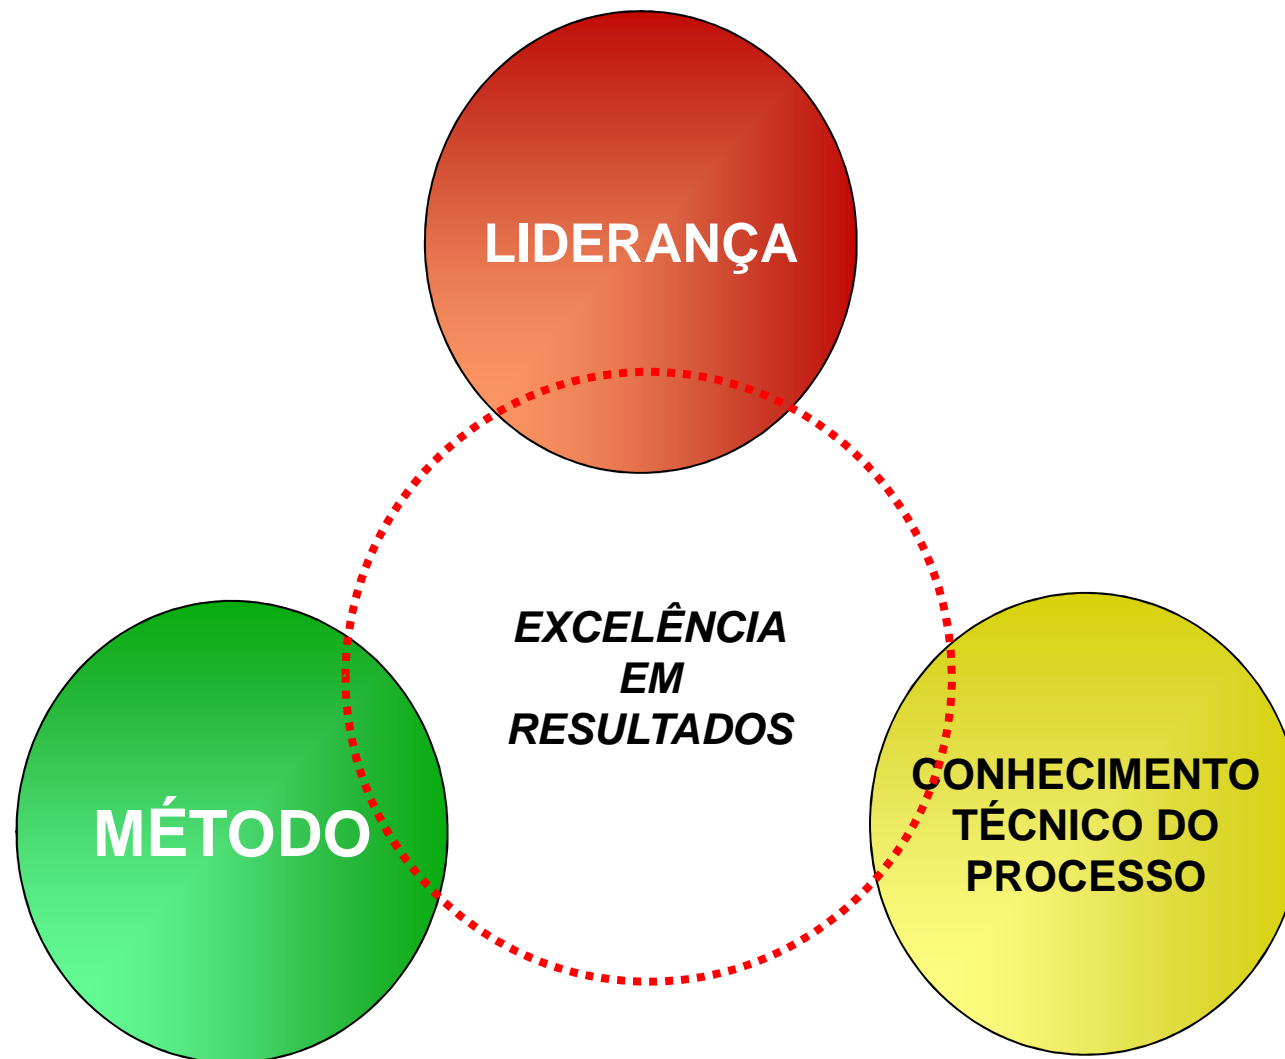 LIDERANÇA
EXCELÊNCIA
EM
RESULTADOS
MÉTODO
CONHECIMENTO
TÉCNICO DO
PROCESSO